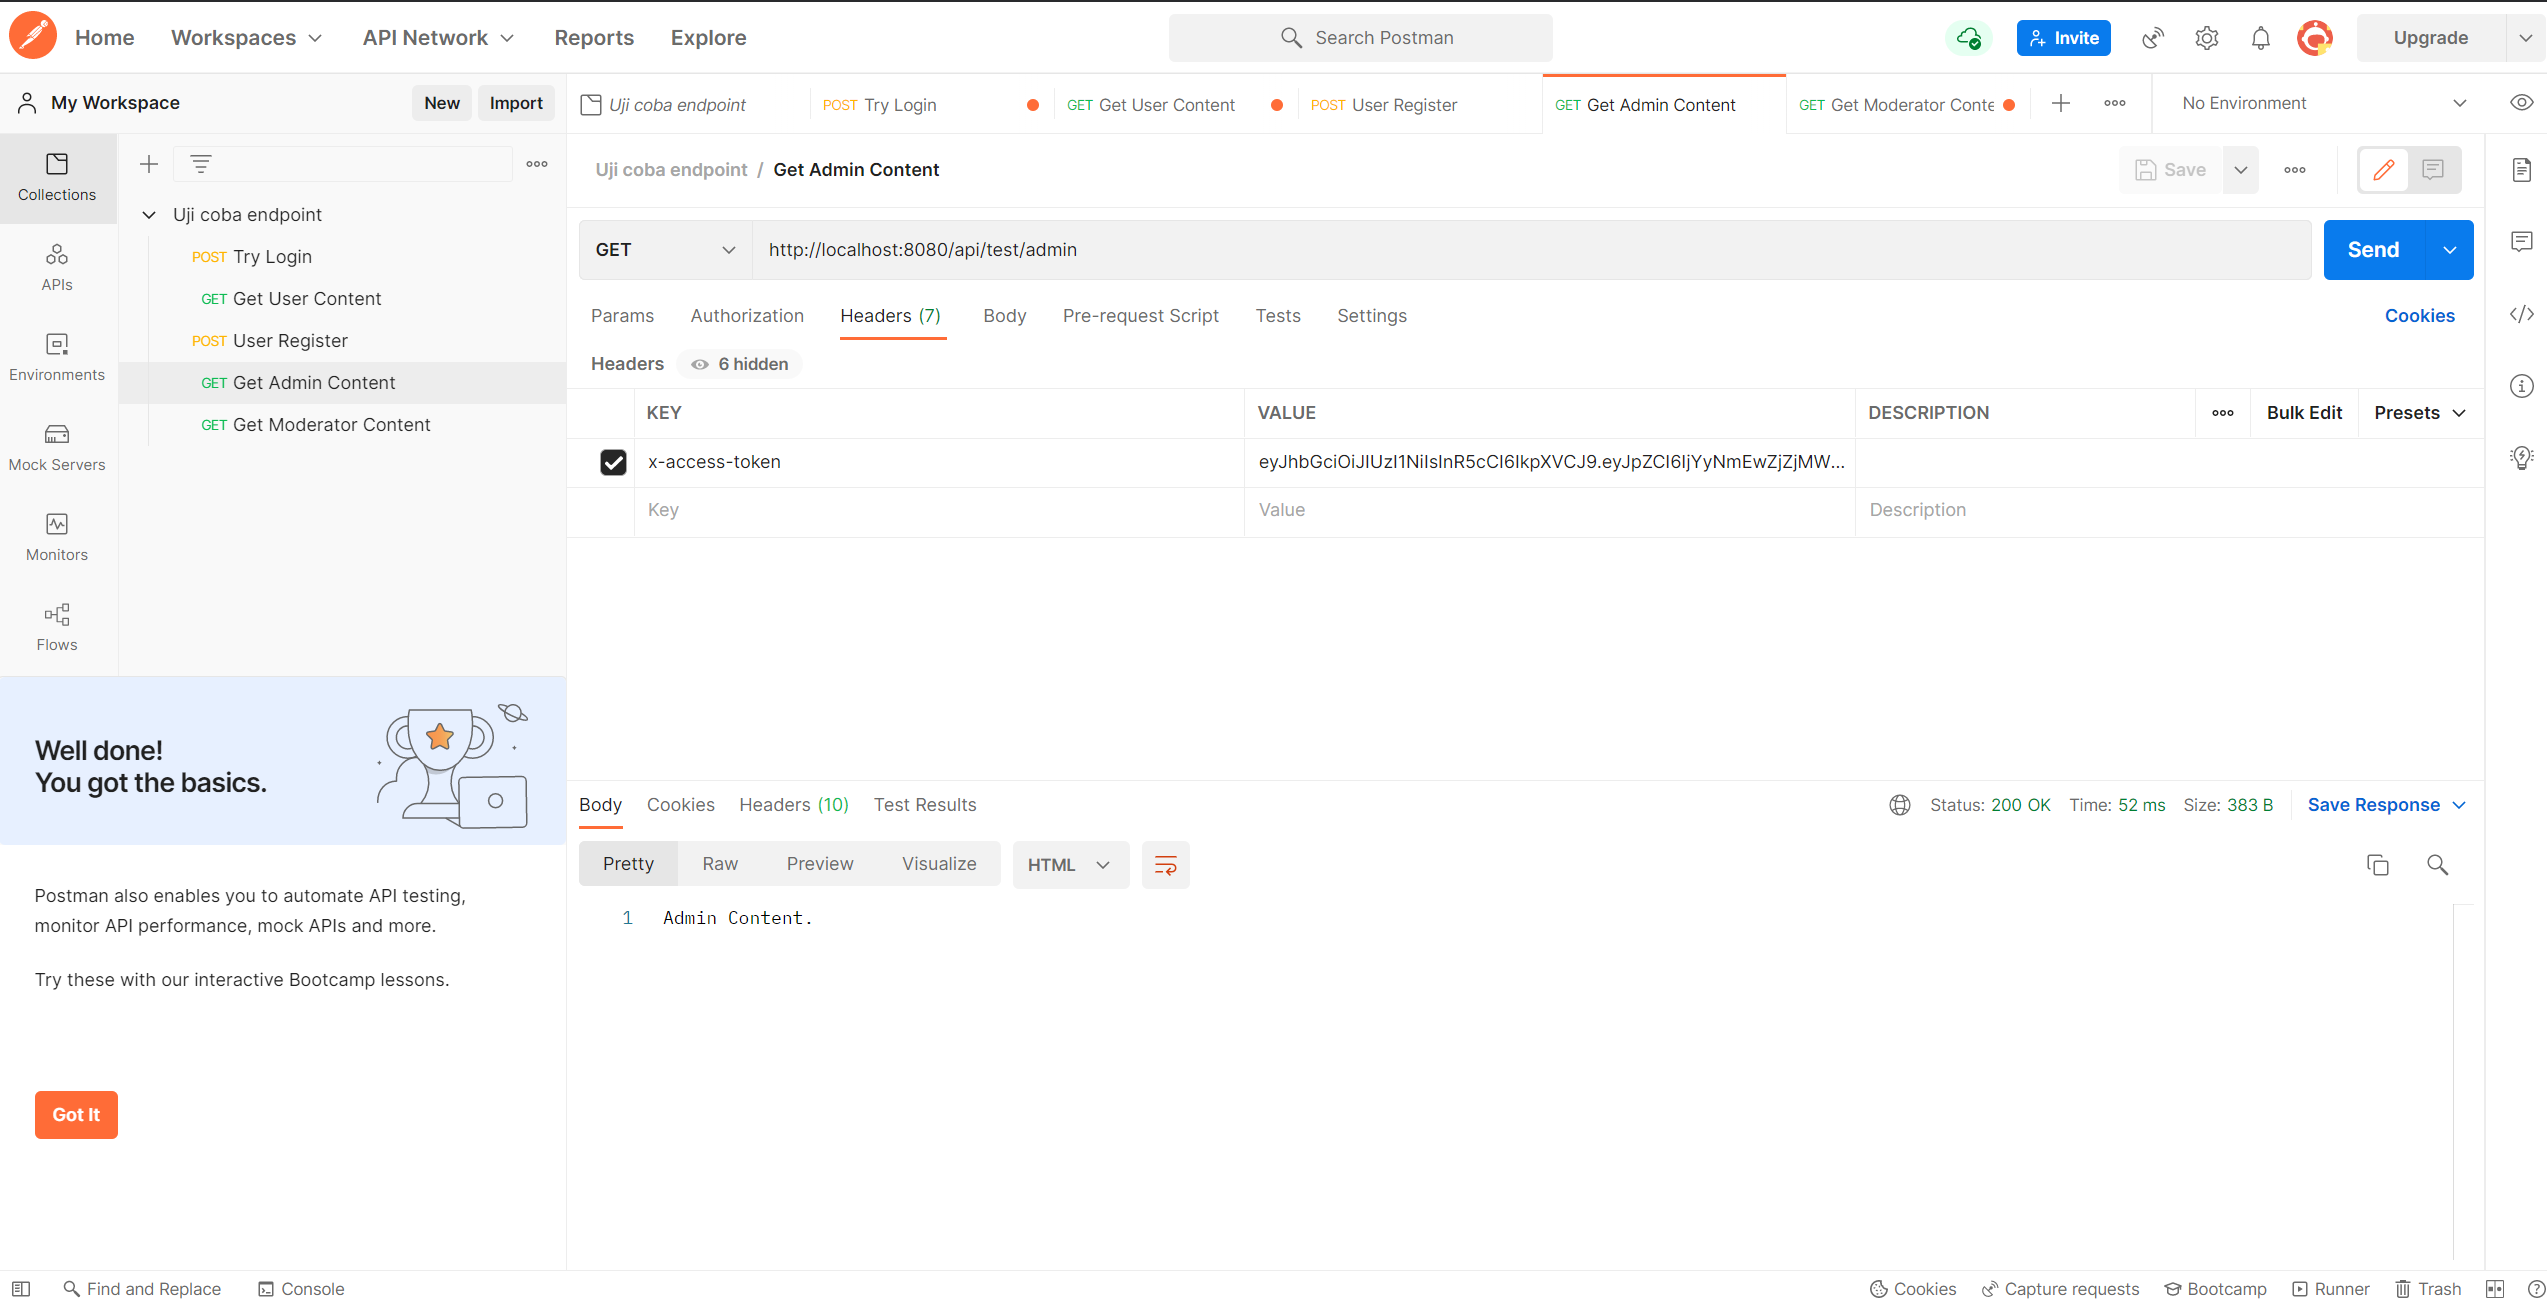 Home Workspaces API Network Reports Explore Search Postman Invite Upgrade
My Workspace New Import
Uji coba endpoint POST Try Login GET Get User Content POST User Register GET Get Admin Content GET Get Moderator Conte No Environment
Collections
APIs
Environments
Mock Servers
Monitors
Flows
Uji coba endpoint
POST Try Login
GET Get User Content
POST User Register
GET Get Admin Content
GET Get Moderator Content
Well done!
You got the basics.
Postman also enables you to automate API testing,
monitor API performance, mock APIs and more.
Try these with our interactive Bootcamp lessons.
Got It
Uji coba endpoint / Get Admin Content Save
GET http://localhost:8080/api/test/admin Send
Params Authorization Headers (7) Body Pre-request Script Tests Settings Cookies
Headers 6 hidden
KEY VALUE DESCRIPTION Bulk Edit Presets
x-access-token eyJhbGciOiJIUzI1NiIsInR5cCI6IkpXVCJ9.eyJpZCI6IjYyNmEwZjZjMW...
Key Value Description
Body Cookies Headers (10) Test Results Status: 200 OK Time: 52 ms Size: 383 B Save Response
Pretty Raw Preview Visualize HTML
1 Admin Content.
Find and Replace Console Cookies Capture requests Bootcamp Runner Trash